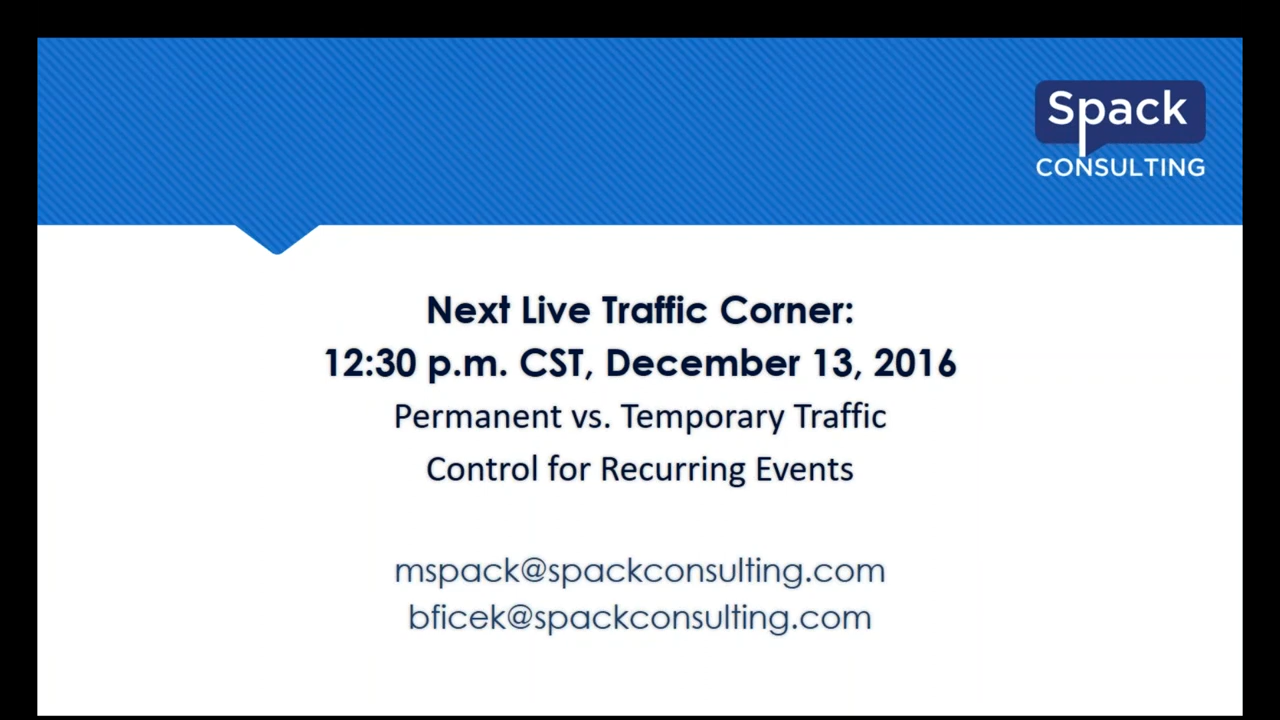 Spack
CONSULTING
Next Live Traffic Corner:
12:30 p.m. CST, December 13, 2016
Permanent vs. Temporary Traffic
Control for Recurring Events
mspack@spackconsulting.com
bficek@spackconsulting.com